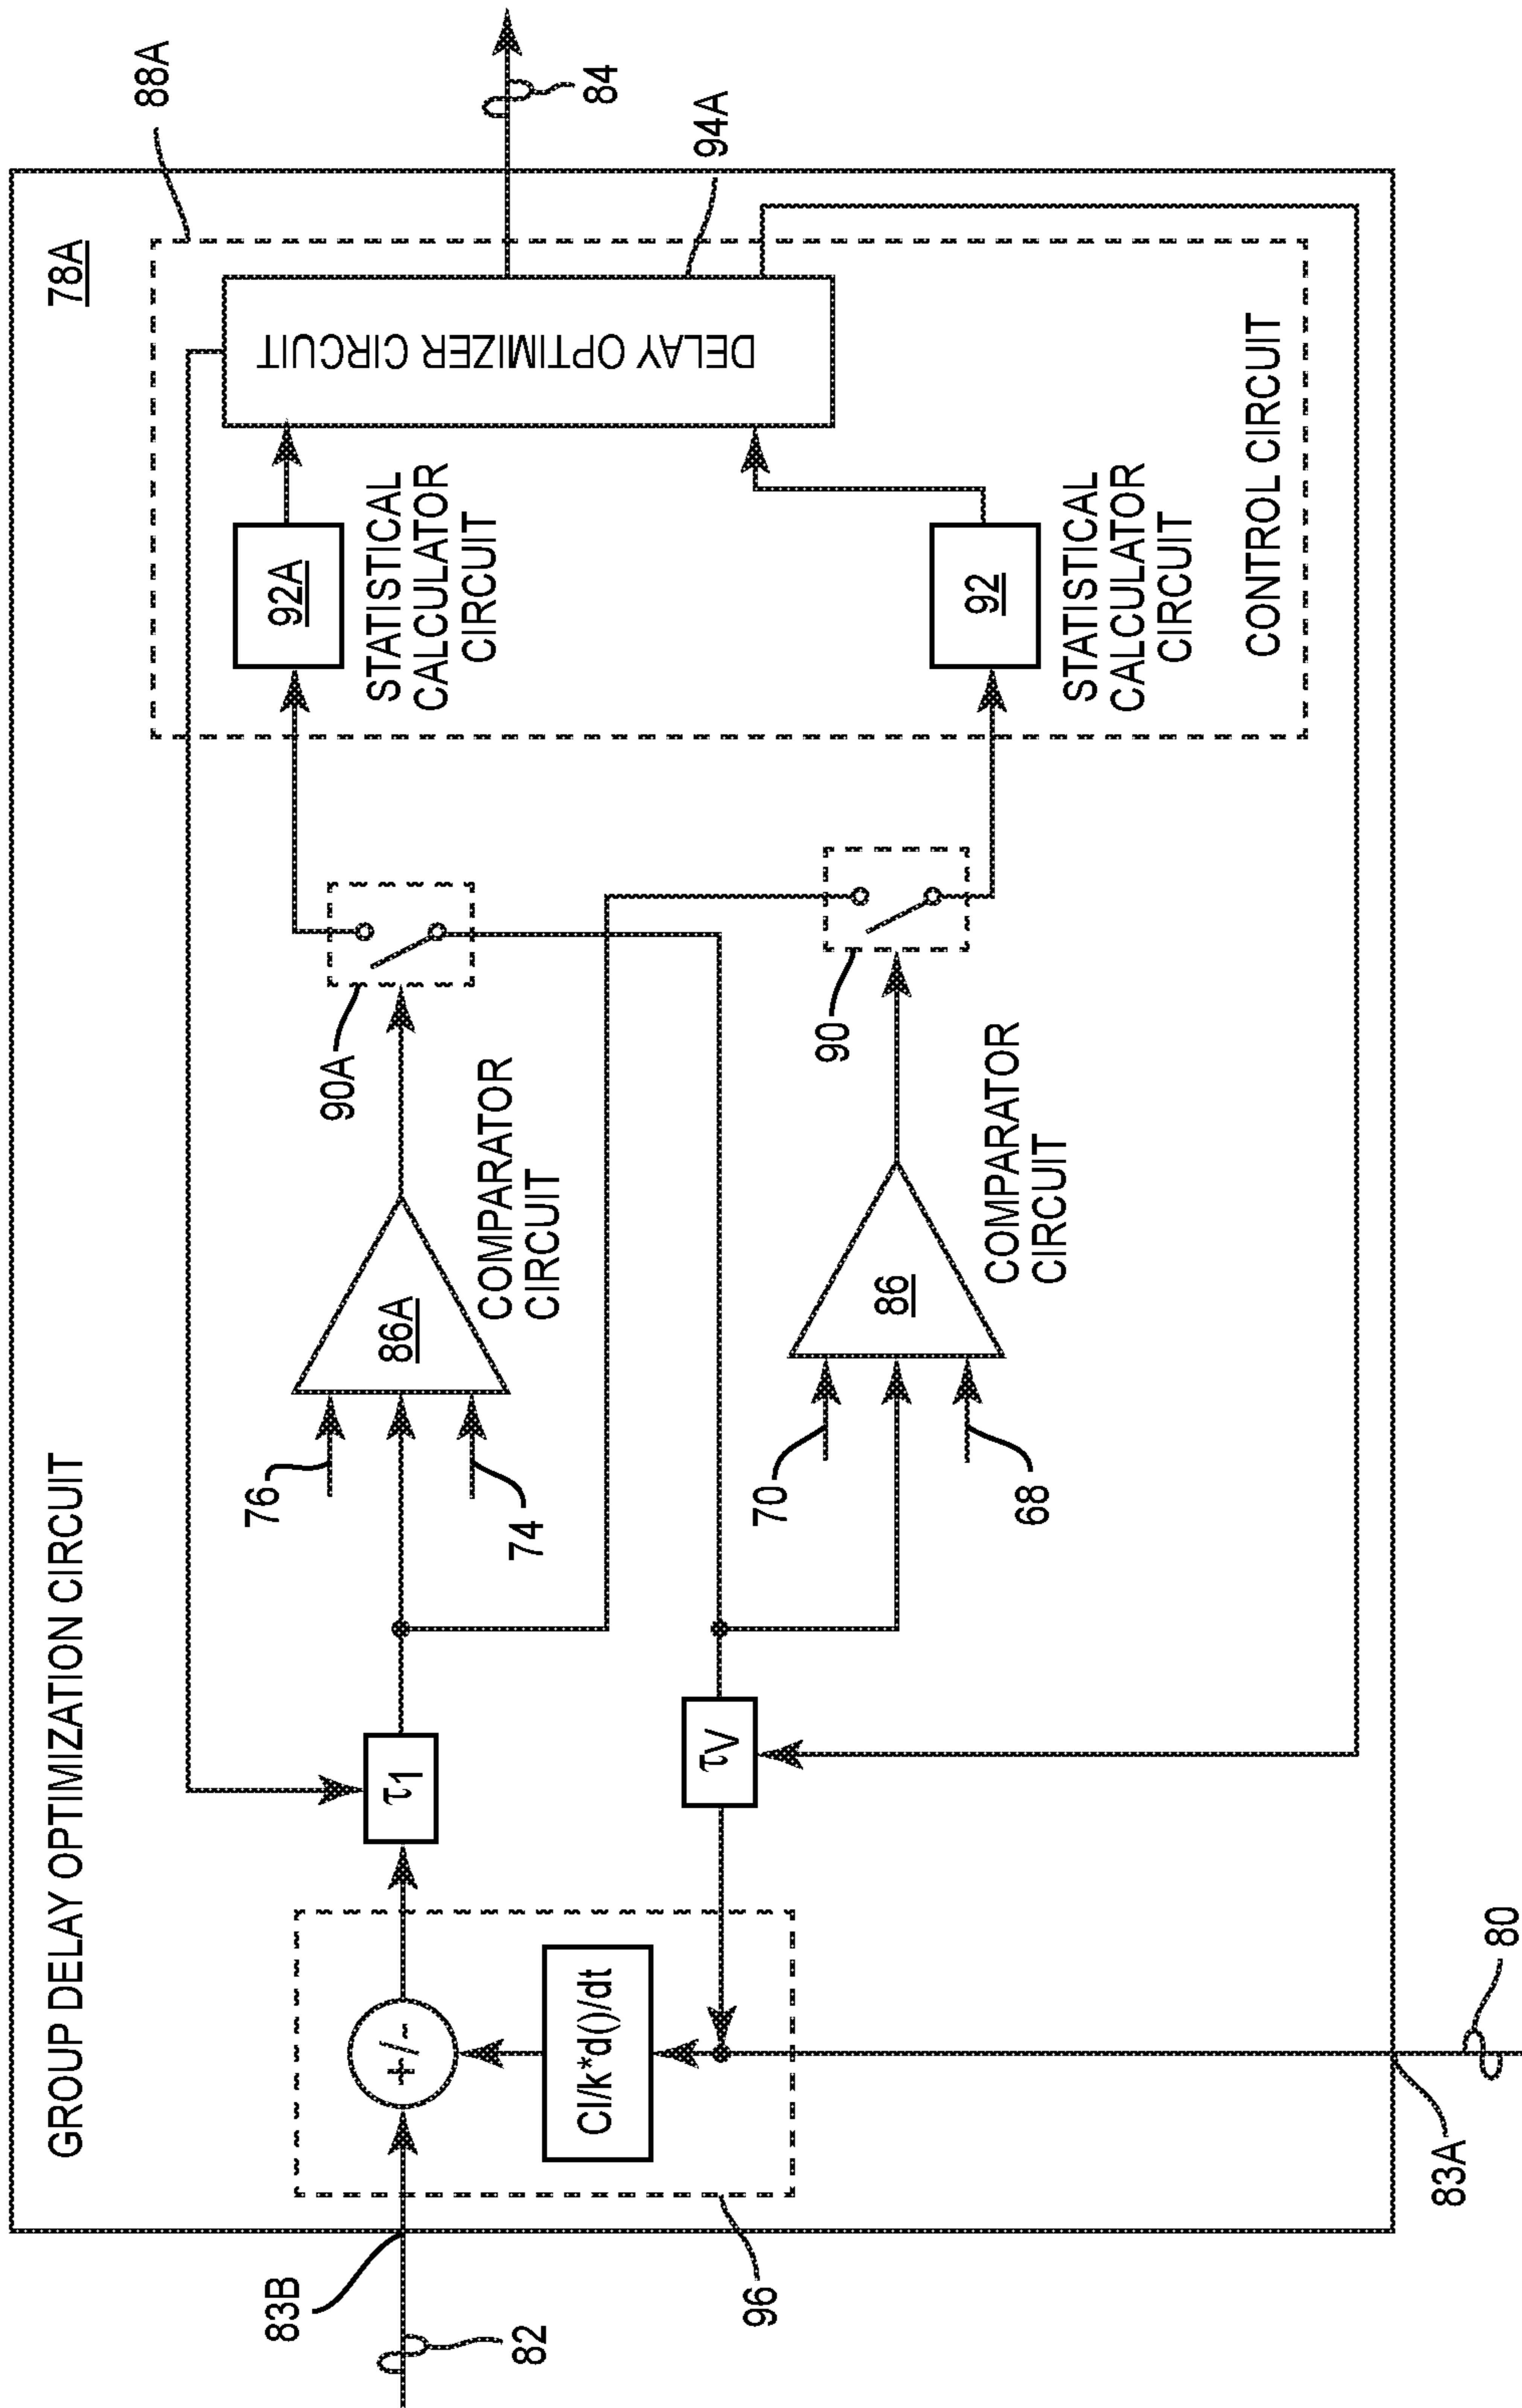 GROUP DELAY OPTIMIZATION CIRCUIT
78A
88A
84
94A
DELAY OPTIMIZER CIRCUIT
92A
STATISTICAL
CALCULATOR
CIRCUIT
92
STATISTICAL
CALCULATOR
CIRCUIT
CONTROL CIRCUIT
90A
90
86A
COMPARATOR
CIRCUIT
86
COMPARATOR
CIRCUIT
76
74
70
68
τ1
τV
+/-
CI/k*d()/dt
83B
82
96
83A
80